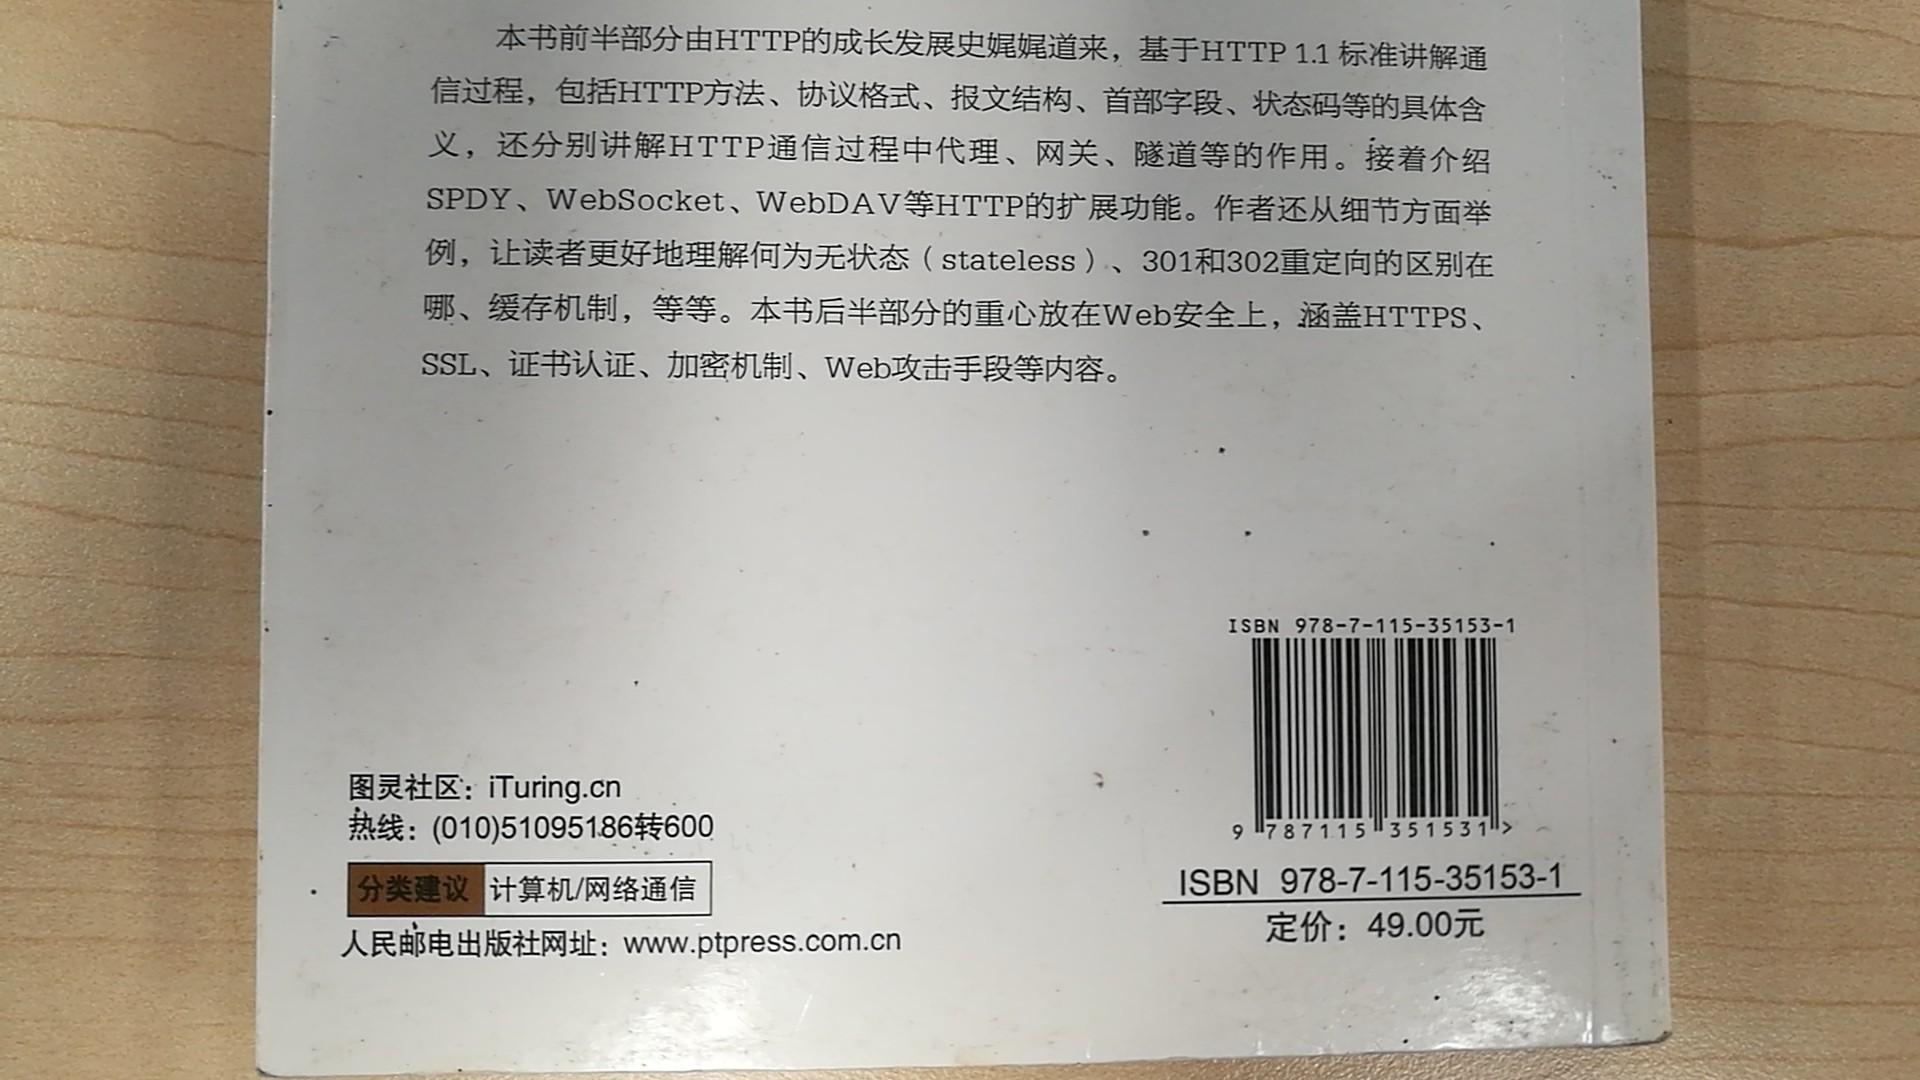 本书前半部分由HTTP的成长发展史娓娓道来，基于HTTP 1.1 标准讲解通
信过程，包括HTTP方法、协议格式、报文结构、首部字段、状态码等的具体含
义，还分别讲解HTTP通信过程中代理、网关、隧道等的作用。接着介绍
SPDY、WebSocket、WebDAV等HTTP的扩展功能。作者还从细节方面举
例，让读者更好地理解何为无状态（stateless）、301和302重定向的区别在
哪、缓存机制，等等。本书后半部分的重心放在Web安全上，涵盖HTTPS、
SSL、证书认证、加密机制、Web攻击手段等内容。
ISBN 978-7-115-35153-1
9 787115 351531>
ISBN 978-7-115-35153-1
定价：49.00元
图灵社区：iTuring.cn
热线：(010)51095186转600
分类建议 计算机/网络通信
人民邮电出版社网址：www.ptpress.com.cn